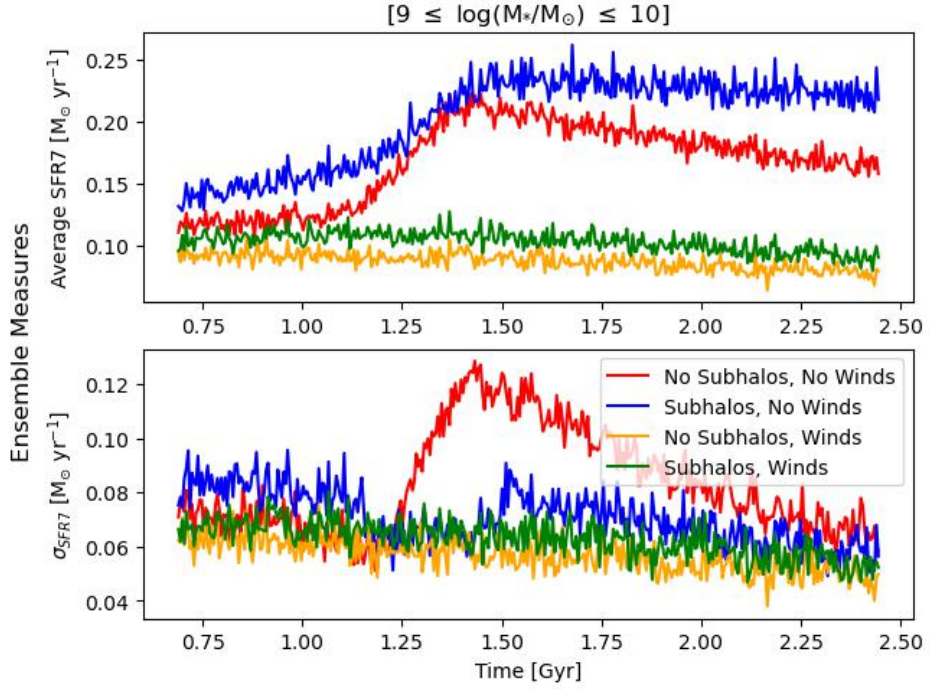 [9 ≤ log(M*/M⊙) ≤ 10]
Ensemble Measures
Average SFR7 [M⊙ yr⁻¹]
0.25
0.20
0.15
0.10
0.75 1.00 1.25 1.50 1.75 2.00 2.25 2.50
σSFR7 [M⊙ yr⁻¹]
0.12
0.10
0.08
0.06
0.04
No Subhalos, No Winds
Subhalos, No Winds
No Subhalos, Winds
Subhalos, Winds
0.75 1.00 1.25 1.50 1.75 2.00 2.25 2.50
Time [Gyr]